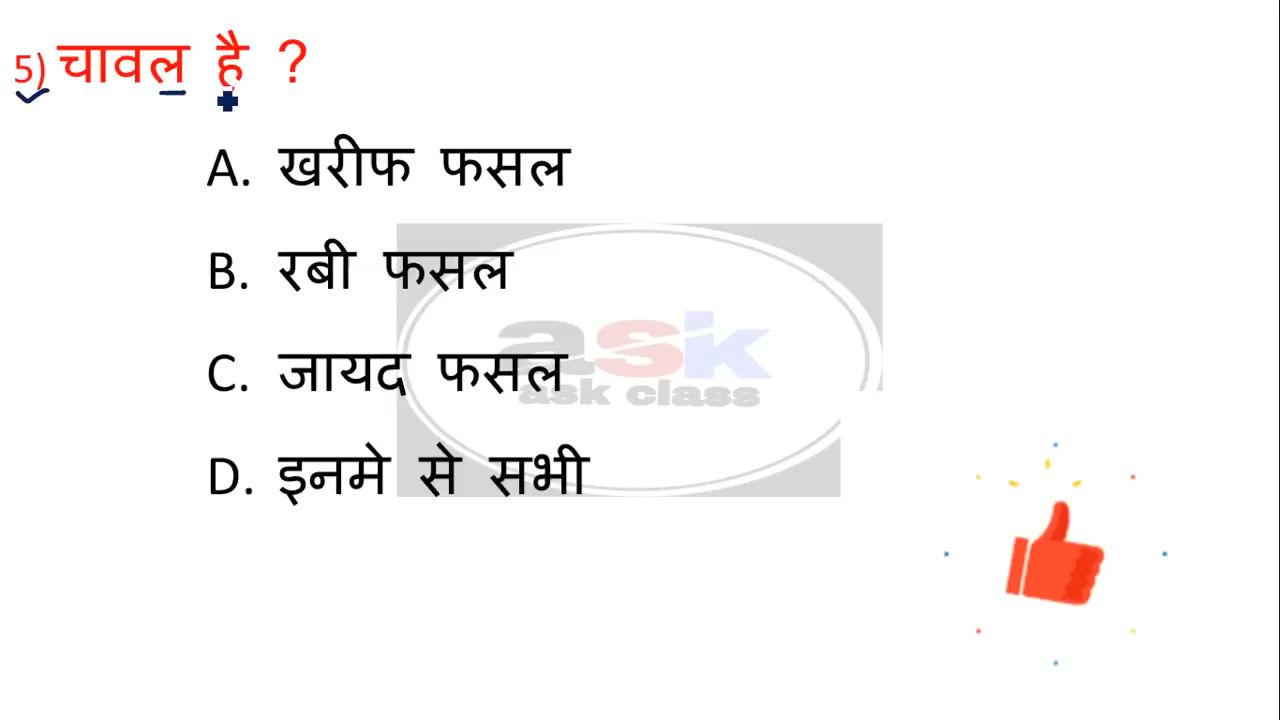 5) चावल है ?
A. खरीफ फसल
B. रबी फसल
ask
ask class
C. जायद फसल
D. इनमे से सभी